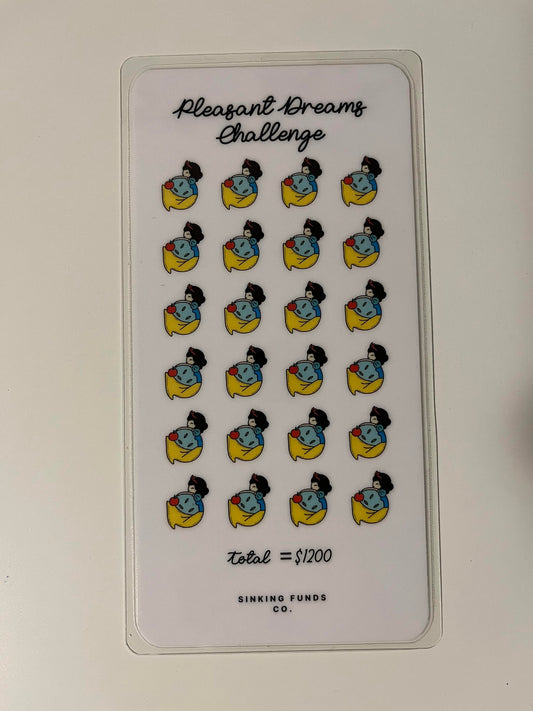 Pleasant Dreams
Challenge
total = $1200
SINKING FUNDS
CO.